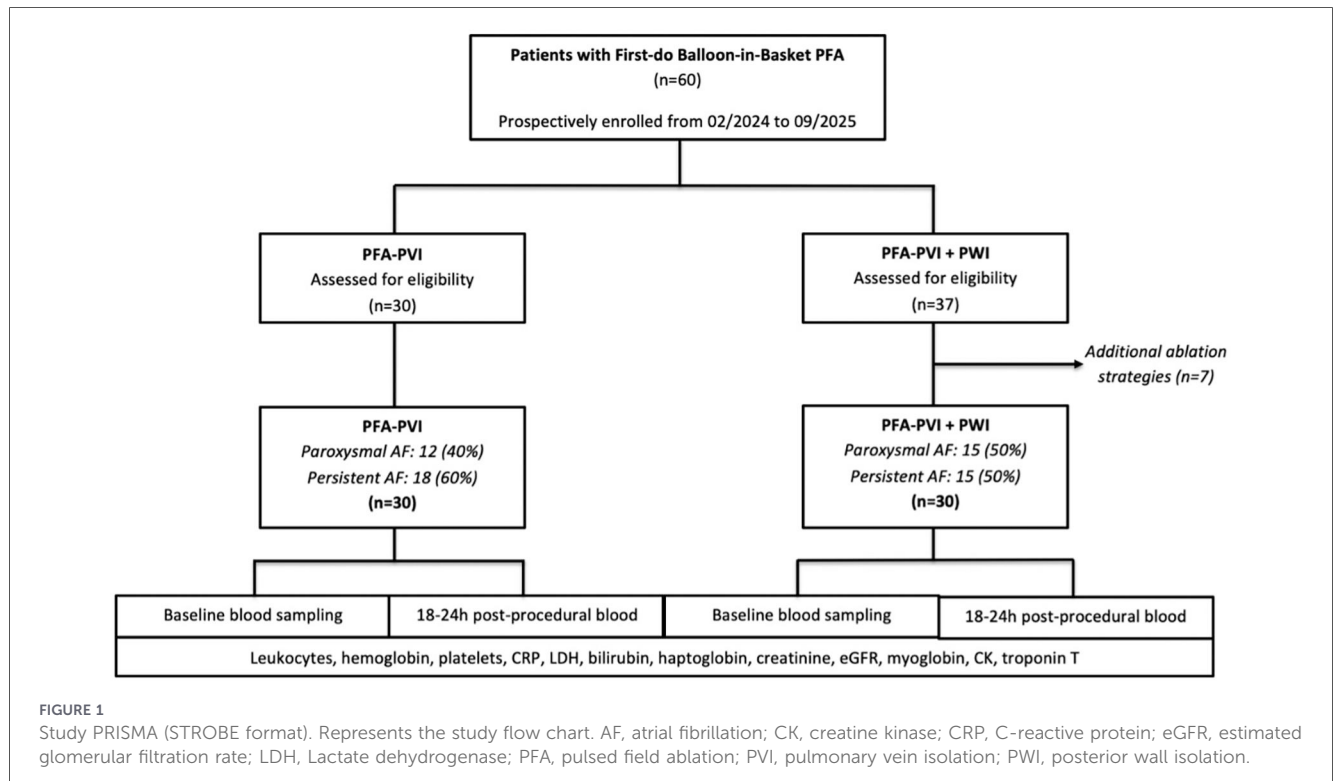 Patients with First-do Balloon-in-Basket PFA
(n=60)
Prospectively enrolled from 02/2024 to 09/2025
PFA-PVI
Assessed for eligibility
(n=30)
PFA-PVI + PWI
Assessed for eligibility
(n=37)
Additional ablation
strategies (n=7)
PFA-PVI
Paroxysmal AF: 12 (40%)
Persistent AF: 18 (60%)
(n=30)
PFA-PVI + PWI
Paroxysmal AF: 15 (50%)
Persistent AF: 15 (50%)
(n=30)
Baseline blood sampling
18-24h post-procedural blood
Baseline blood sampling
18-24h post-procedural blood
Leukocytes, hemoglobin, platelets, CRP, LDH, bilirubin, haptoglobin, creatinine, eGFR, myoglobin, CK, troponin T
FIGURE 1
Study PRISMA (STROBE format). Represents the study flow chart. AF, atrial fibrillation; CK, creatine kinase; CRP, C-reactive protein; eGFR, estimated
glomerular filtration rate; LDH, Lactate dehydrogenase; PFA, pulsed field ablation; PVI, pulmonary vein isolation; PWI, posterior wall isolation.